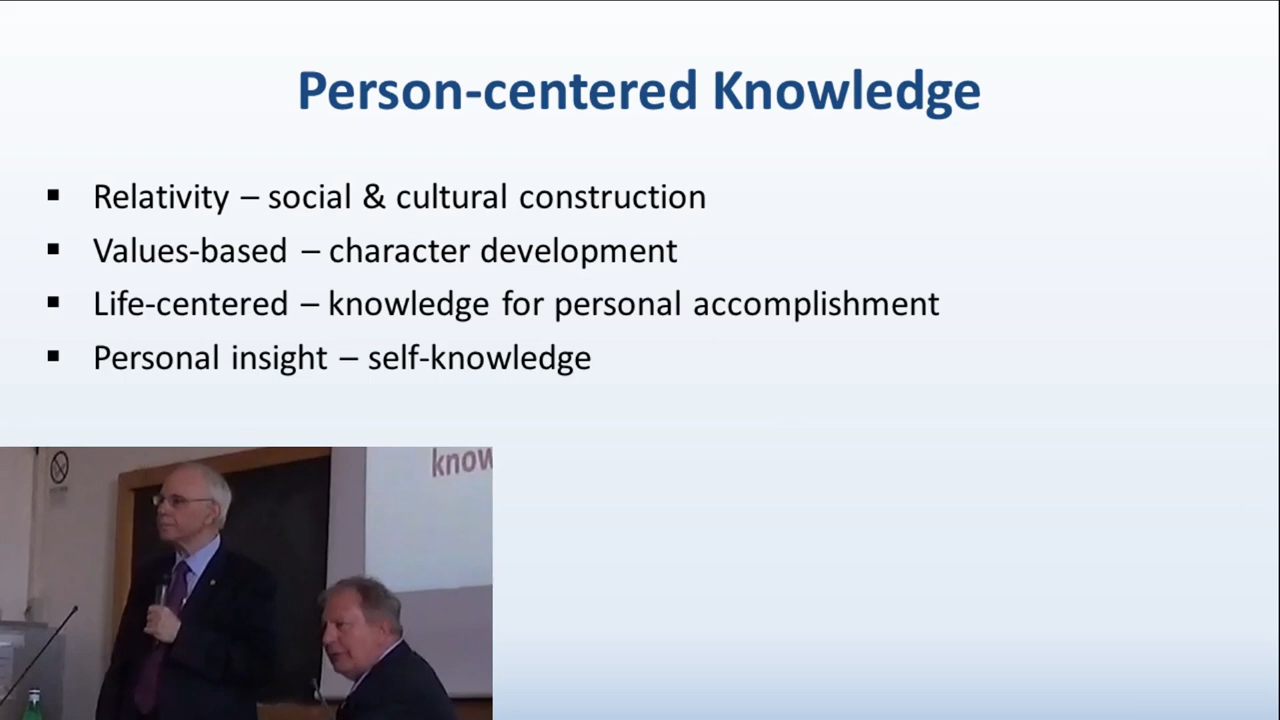 Person-centered Knowledge
▪ Relativity – social & cultural construction
▪ Values-based – character development
▪ Life-centered – knowledge for personal accomplishment
▪ Personal insight – self-knowledge
know